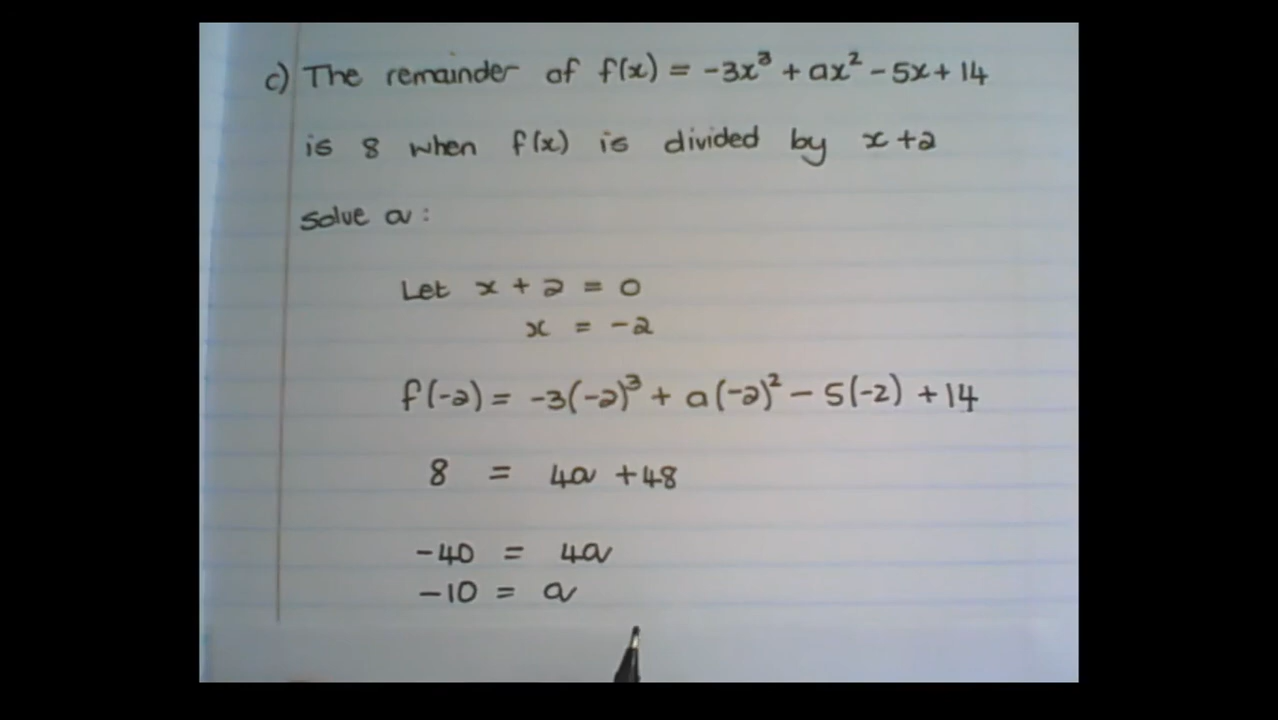 c) The remainder of f(x) = -3x³ + ax² - 5x + 14
is 8 when f(x) is divided by x + 2
solve a :
Let x + 2 = 0
x = -2
f(-2) = -3(-2)³ + a(-2)² - 5(-2) + 14
8 = 4a + 48
-40 = 4a
-10 = a